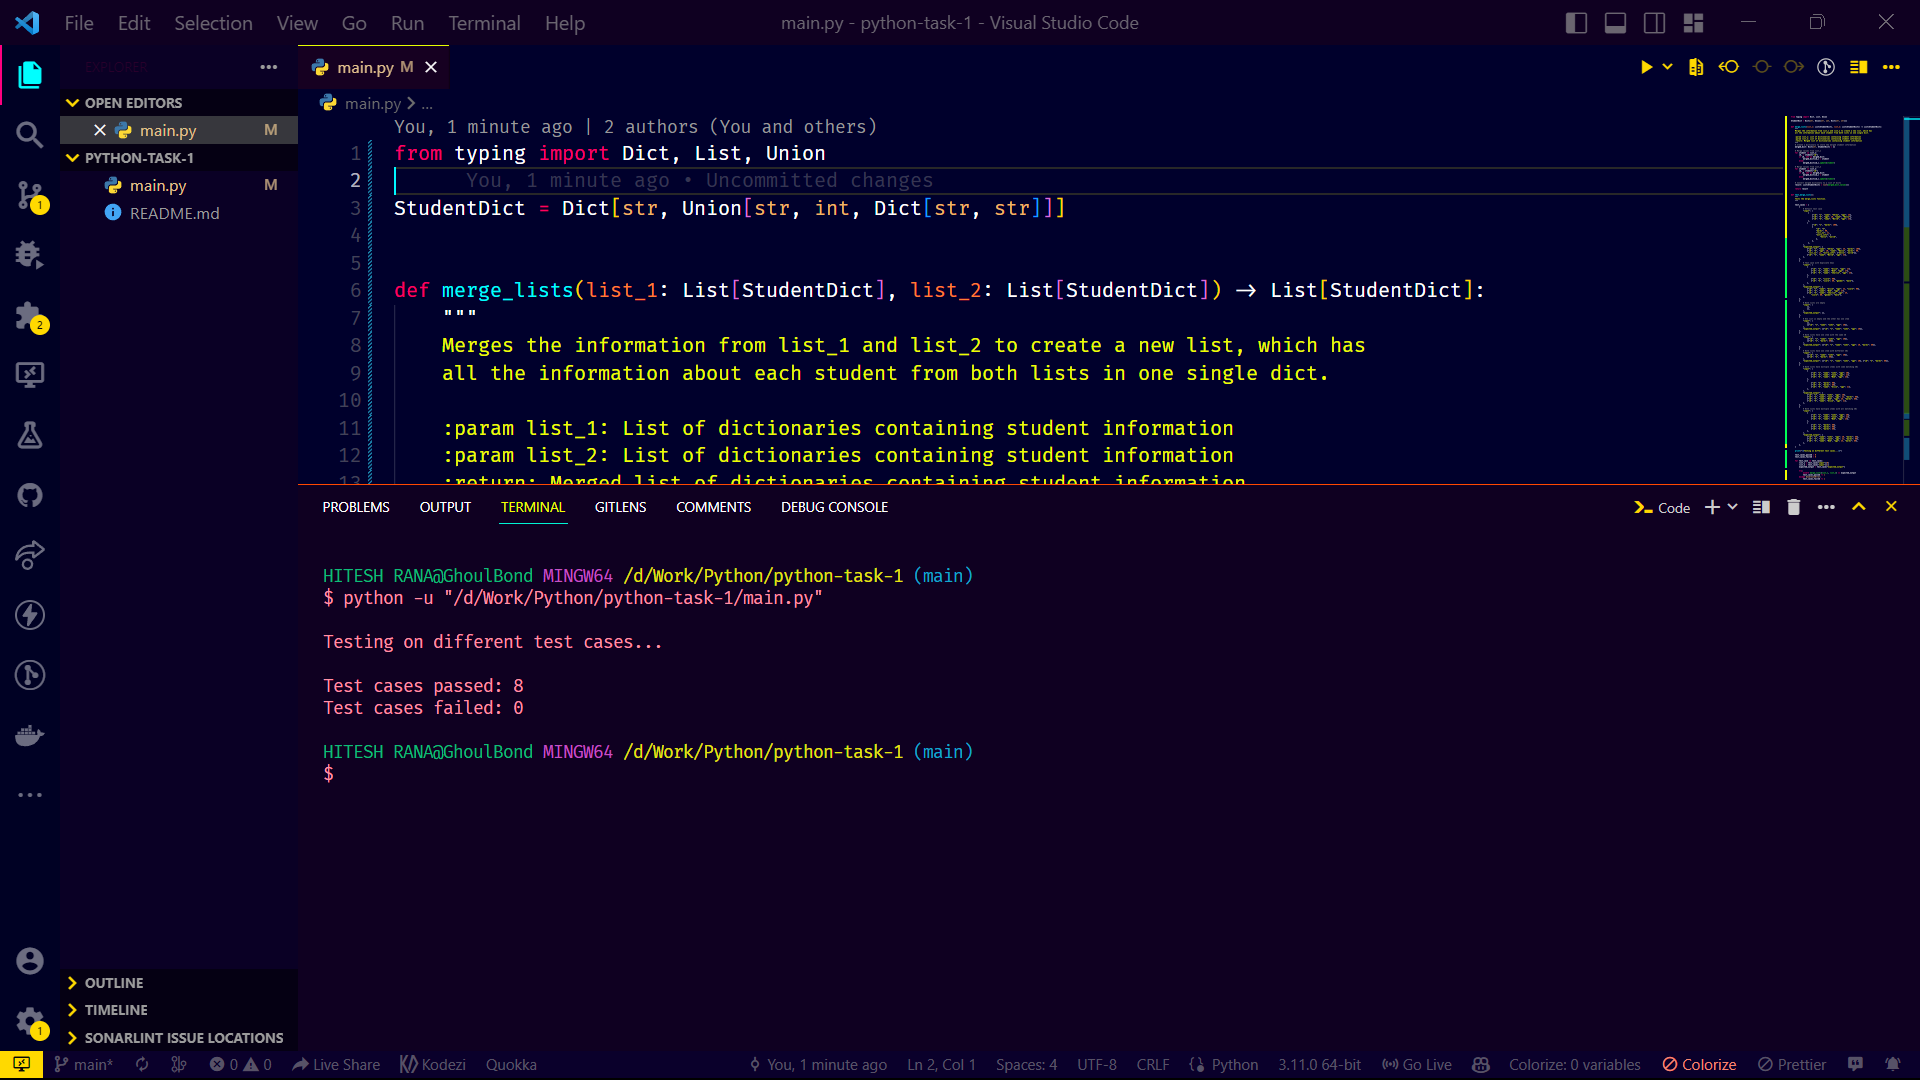 File Edit Selection View Go Run Terminal Help
main.py - python-task-1 - Visual Studio Code
EXPLORER
main.py M
OPEN EDITORS
main.py M
PYTHON-TASK-1
main.py M
README.md
main.py > ...
You, 1 minute ago | 2 authors (You and others)
1 from typing import Dict, List, Union
2 You, 1 minute ago • Uncommitted changes
3 StudentDict = Dict[str, Union[str, int, Dict[str, str]]]
4
5
6 def merge_lists(list_1: List[StudentDict], list_2: List[StudentDict]) -> List[StudentDict]:
7 """
8 Merges the information from list_1 and list_2 to create a new list, which has
9 all the information about each student from both lists in one single dict.
10
11 :param list_1: List of dictionaries containing student information
12 :param list_2: List of dictionaries containing student information
13 :return: Merged list of dictionaries containing student information
PROBLEMS OUTPUT TERMINAL GITLENS COMMENTS DEBUG CONSOLE
Code
HITESH RANA@GhoulBond MINGW64 /d/Work/Python/python-task-1 (main)
$ python -u "/d/Work/Python/python-task-1/main.py"
Testing on different test cases...
Test cases passed: 8
Test cases failed: 0
HITESH RANA@GhoulBond MINGW64 /d/Work/Python/python-task-1 (main)
$
1
2
1
OUTLINE
TIMELINE
SONARLINT ISSUE LOCATIONS
main* 0 0 Live Share Kodezi Quokka You, 1 minute ago Ln 2, Col 1 Spaces: 4 UTF-8 CRLF Python 3.11.0 64-bit Go Live Colorize: 0 variables Colorize Prettier